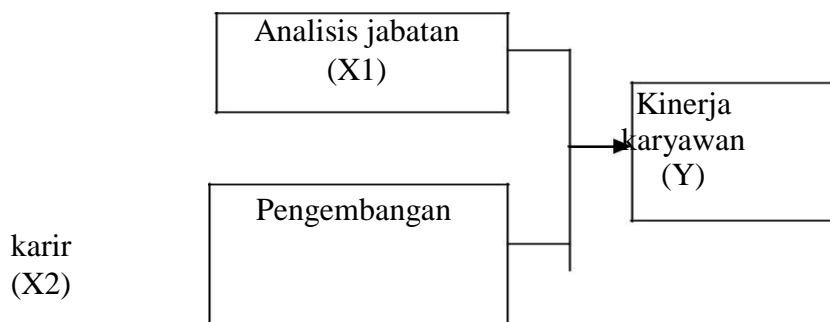 Analisis jabatan
(X1)
Kinerja
karyawan
(Y)
Pengembangan
karir
(X2)